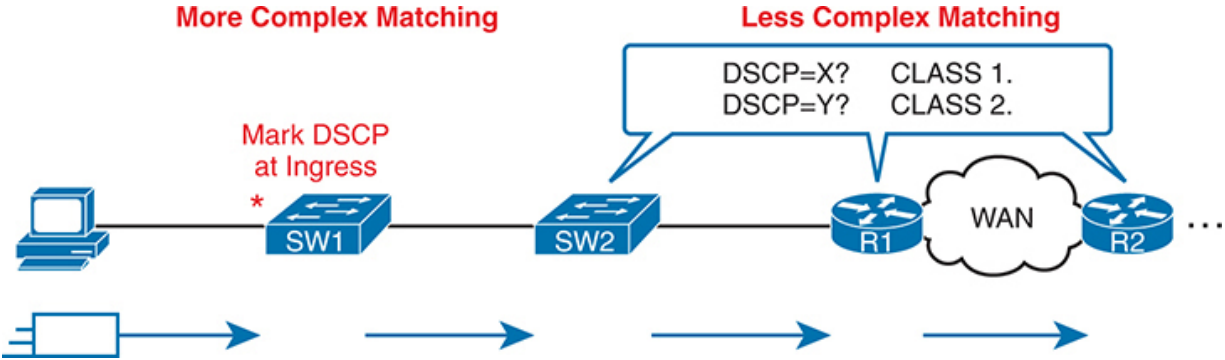 More Complex Matching
Less Complex Matching
DSCP=X? CLASS 1.
DSCP=Y? CLASS 2.
Mark DSCP
at Ingress
*
SW1
SW2
R1
WAN
R2
...